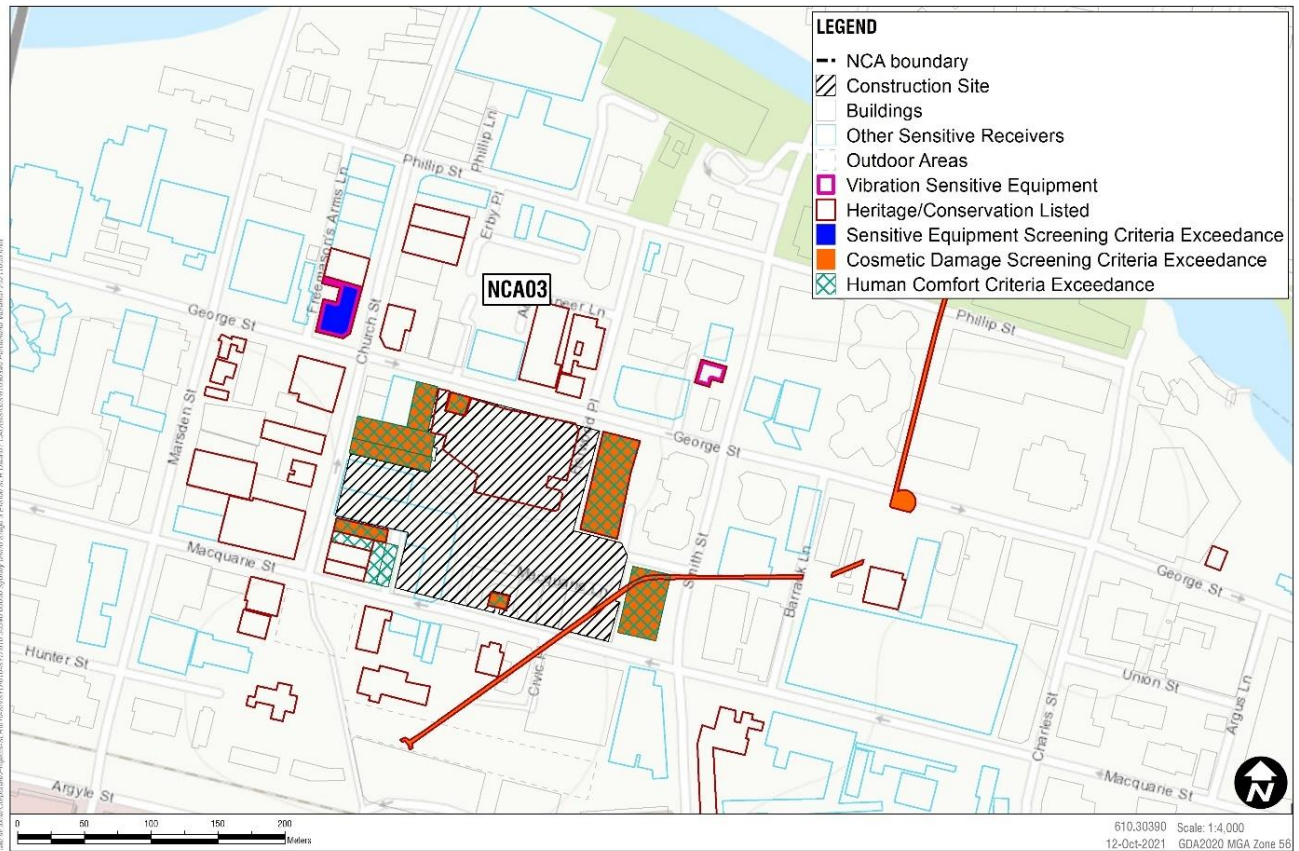 LEGEND
NCA boundary
Construction Site
Buildings
Other Sensitive Receivers
Outdoor Areas
Vibration Sensitive Equipment
Heritage/Conservation Listed
Sensitive Equipment Screening Criteria Exceedance
Cosmetic Damage Screening Criteria Exceedance
Human Comfort Criteria Exceedance
Phillip Ln
Phillip St
Freemason's Arms Ln
Erby Pl
NCA03
George St
Church St
Phillip St
Marsden St
George St
Macquarie St
Smith St
Barrack Ln
George St
Macquarie Ln
Hunter St
Union St
Argus Ln
Charles St
Macquarie St
Argyle St
N
0 50 100 150 200
Meters
610.30390 Scale: 1:4,000
12-Oct-2021 GDA2020 MGA Zone 56